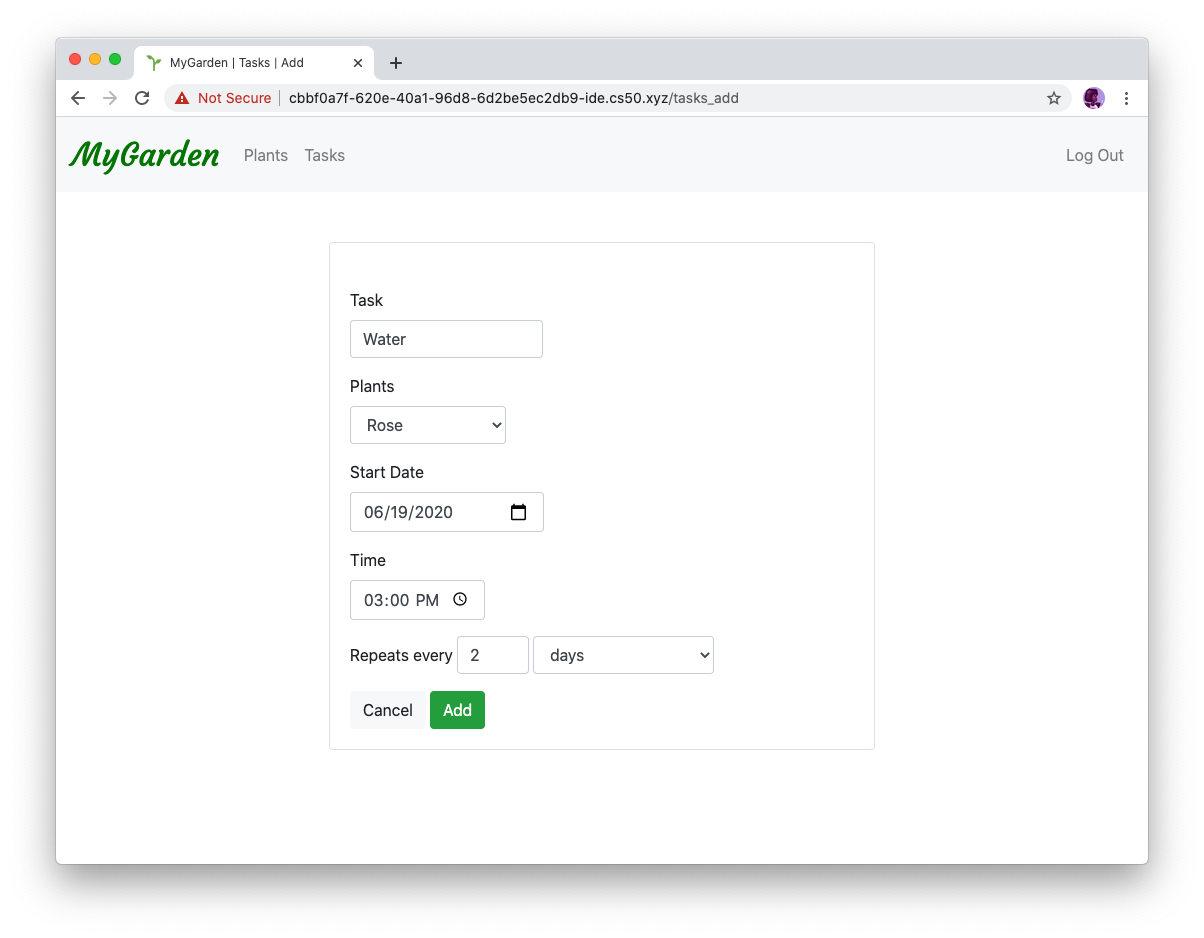 MyGarden | Tasks | Add
Not Secure cbbf0a7f-620e-40a1-96d8-6d2be5ec2db9-ide.cs50.xyz/tasks_add
MyGarden Plants Tasks Log Out
Task
Water
Plants
Rose
Start Date
06/19/2020
Time
03:00 PM
Repeats every 2 days
Cancel Add